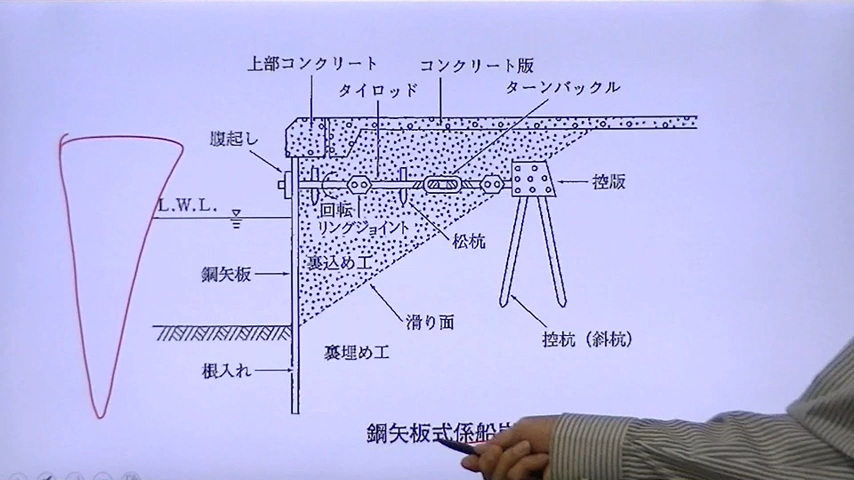 上部コンクリート
コンクリート版
タイロッド
ターンバックル
腹起し
控版
L.W.L.
回転
リングジョイント
松杭
裏込め工
鋼矢板
滑り面
控杭（斜杭）
裏埋め工
根入れ
鋼矢板式係船